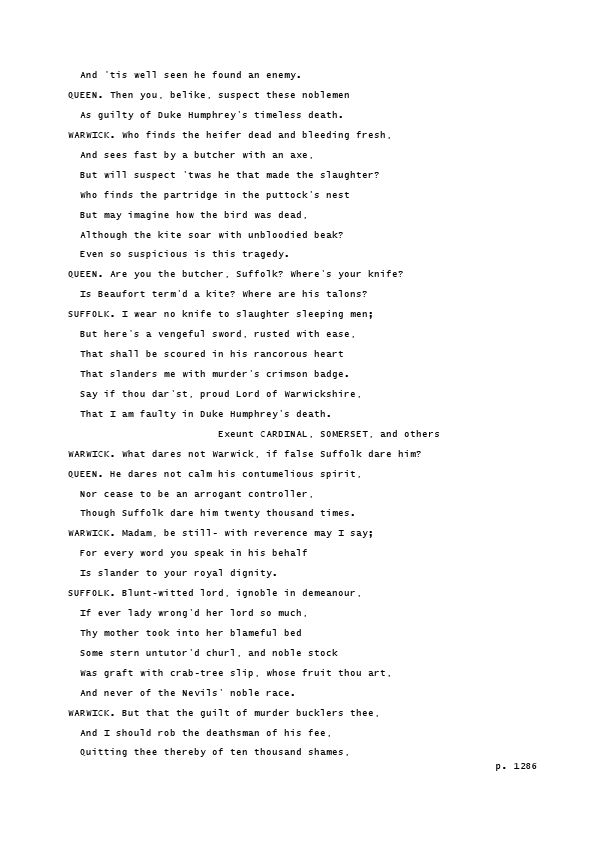 And 'tis well seen he found an enemy.
QUEEN. Then you, belike, suspect these noblemen
As guilty of Duke Humphrey's timeless death.
WARWICK. Who finds the heifer dead and bleeding fresh,
And sees fast by a butcher with an axe,
But will suspect 'twas he that made the slaughter?
Who finds the partridge in the puttock's nest
But may imagine how the bird was dead,
Although the kite soar with unbloodied beak?
Even so suspicious is this tragedy.
QUEEN. Are you the butcher, Suffolk? Where's your knife?
Is Beaufort term'd a kite? Where are his talons?
SUFFOLK. I wear no knife to slaughter sleeping men;
But here's a vengeful sword, rusted with ease,
That shall be scoured in his rancorous heart
That slanders me with murder's crimson badge.
Say if thou dar'st, proud Lord of Warwickshire,
That I am faulty in Duke Humphrey's death.
Exeunt CARDINAL, SOMERSET, and others
WARWICK. What dares not Warwick, if false Suffolk dare him?
QUEEN. He dares not calm his contumelious spirit,
Nor cease to be an arrogant controller,
Though Suffolk dare him twenty thousand times.
WARWICK. Madam, be still- with reverence may I say;
For every word you speak in his behalf
Is slander to your royal dignity.
SUFFOLK. Blunt-witted lord, ignoble in demeanour,
If ever lady wrong'd her lord so much,
Thy mother took into her blameful bed
Some stern untutor'd churl, and noble stock
Was graft with crab-tree slip, whose fruit thou art,
And never of the Nevils' noble race.
WARWICK. But that the guilt of murder bucklers thee,
And I should rob the deathsman of his fee,
Quitting thee thereby of ten thousand shames,
p. 1286